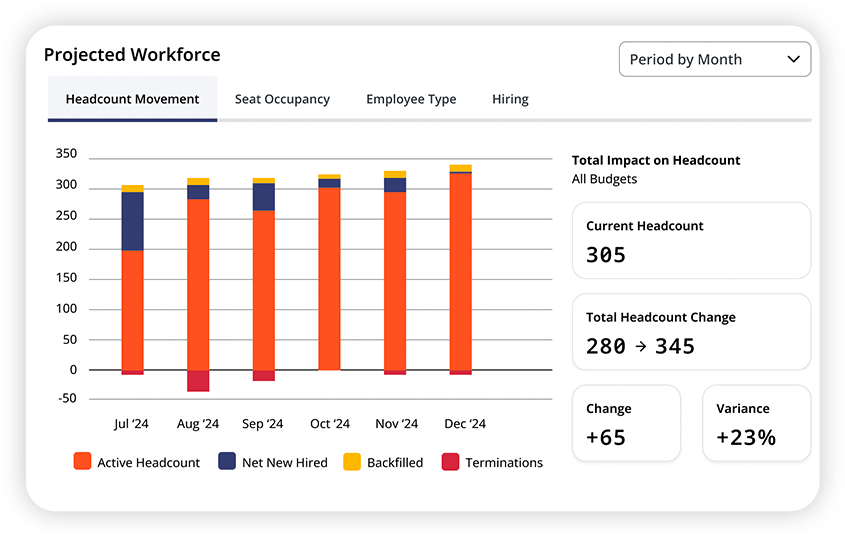 Projected Workforce
Period by Month
Headcount Movement Seat Occupancy Employee Type Hiring
350
300
250
200
150
100
50
0
-50
Jul ‘24 Aug ‘24 Sep ‘24 Oct ‘24 Nov ‘24 Dec ‘24
Active Headcount Net New Hired Backfilled Terminations
Total Impact on Headcount
All Budgets
Current Headcount
305
Total Headcount Change
280 → 345
Change
+65
Variance
+23%